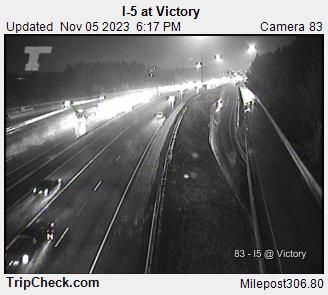 I-5 at Victory
Updated Nov 05 2023 6:17 PM Camera 83
T
N
83 - I5 @ Victory
TripCheck.com Milepost306.80